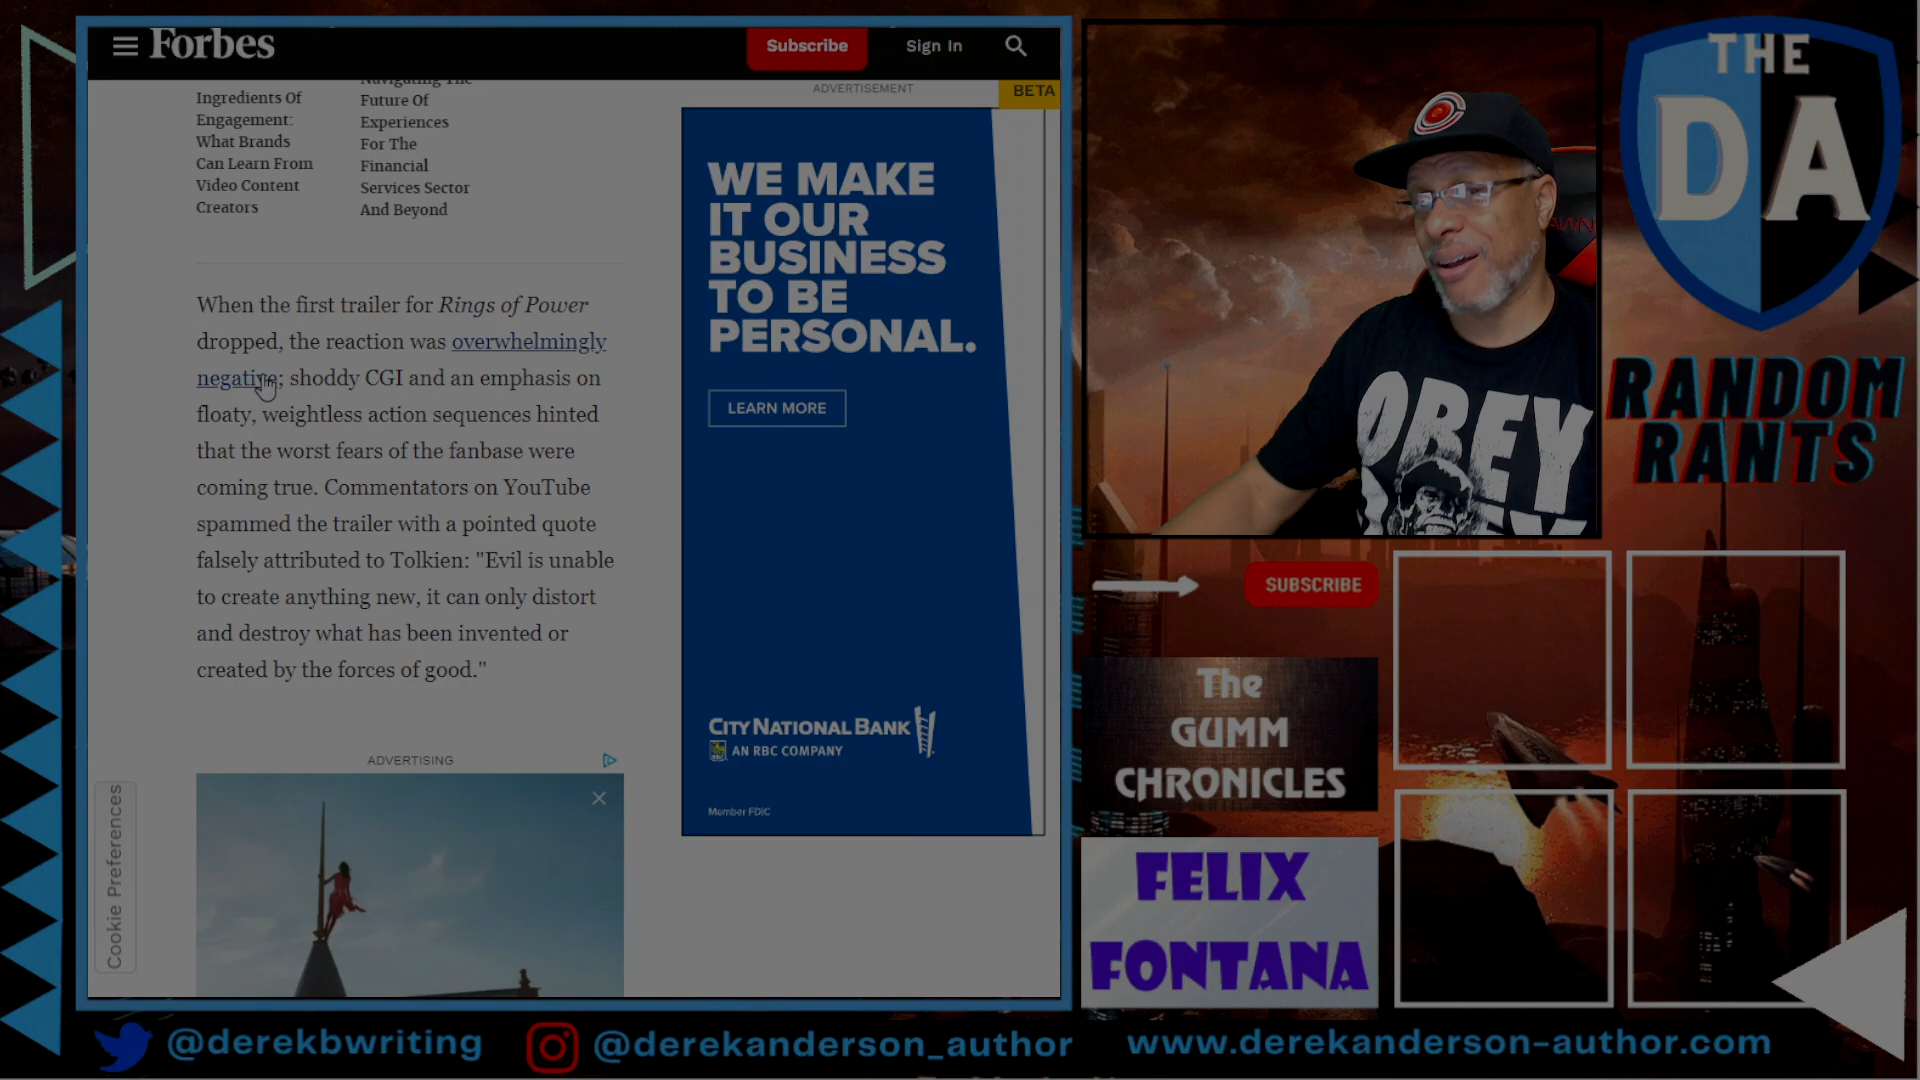 Forbes
Subscribe
Sign In
Ingredients Of
Engagement:
What Brands
Can Learn From
Video Content
Creators
Navigating The
Future Of
Experiences
For The
Financial
Services Sector
And Beyond
When the first trailer for Rings of Power
dropped, the reaction was overwhelmingly
negative; shoddy CGI and an emphasis on
floaty, weightless action sequences hinted
that the worst fears of the fanbase were
coming true. Commentators on YouTube
spammed the trailer with a pointed quote
falsely attributed to Tolkien: "Evil is unable
to create anything new, it can only distort
and destroy what has been invented or
created by the forces of good."
ADVERTISING
Cookie Preferences
ADVERTISEMENT
BETA
WE MAKE
IT OUR
BUSINESS
TO BE
PERSONAL.
LEARN MORE
CITY NATIONAL BANK
AN RBC COMPANY
Member FDIC
OBEY
THE
DA
RANDOM
RANTS
SUBSCRIBE
The
GUMM
CHRONICLES
FELIX
FONTANA
@derekbwriting
@derekanderson_author
www.derekanderson-author.com